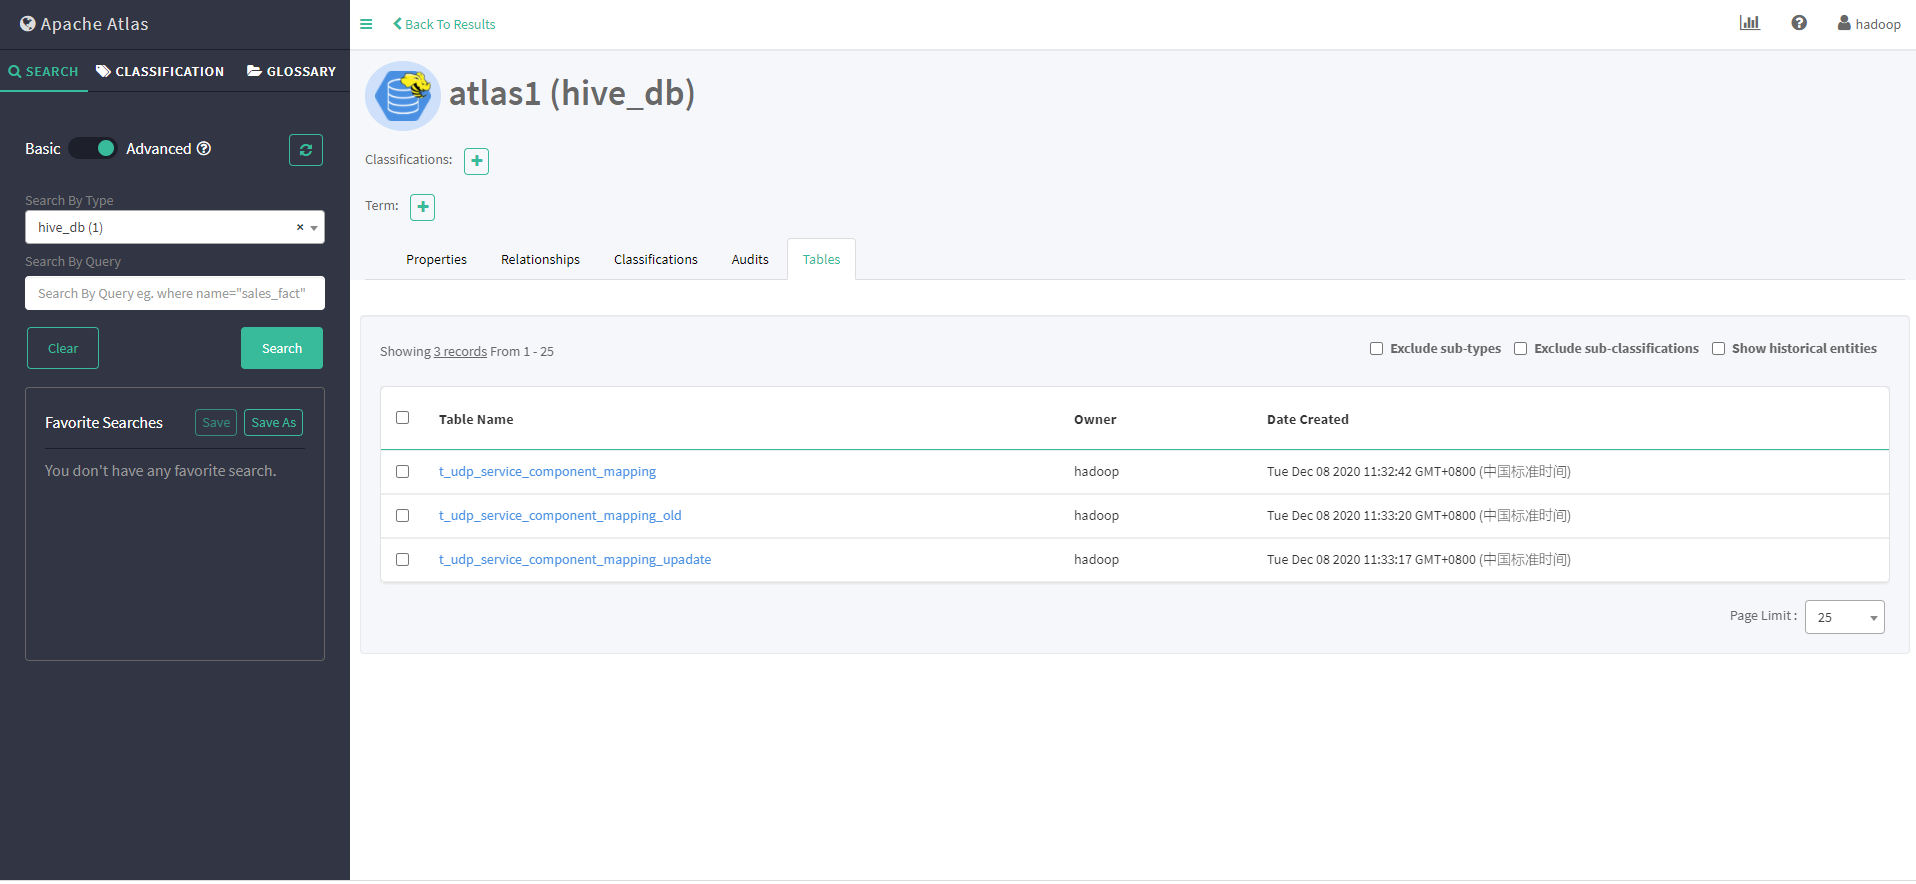 Apache Atlas
SEARCH CLASSIFICATION GLOSSARY
Basic Advanced
Search By Type
hive_db (1) ×
Search By Query
Search By Query eg. where name="sales_fact"
Clear Search
Favorite Searches Save Save As
You don't have any favorite search.
Back To Results hadoop
atlas1 (hive_db)
Classifications:
Term:
Properties Relationships Classifications Audits Tables
Showing 3 records From 1 - 25 Exclude sub-types Exclude sub-classifications Show historical entities
Table Name Owner Date Created
t_udp_service_component_mapping hadoop Tue Dec 08 2020 11:32:42 GMT+0800 (中国标准时间)
t_udp_service_component_mapping_old hadoop Tue Dec 08 2020 11:33:20 GMT+0800 (中国标准时间)
t_udp_service_component_mapping_upadate hadoop Tue Dec 08 2020 11:33:17 GMT+0800 (中国标准时间)
Page Limit : 25